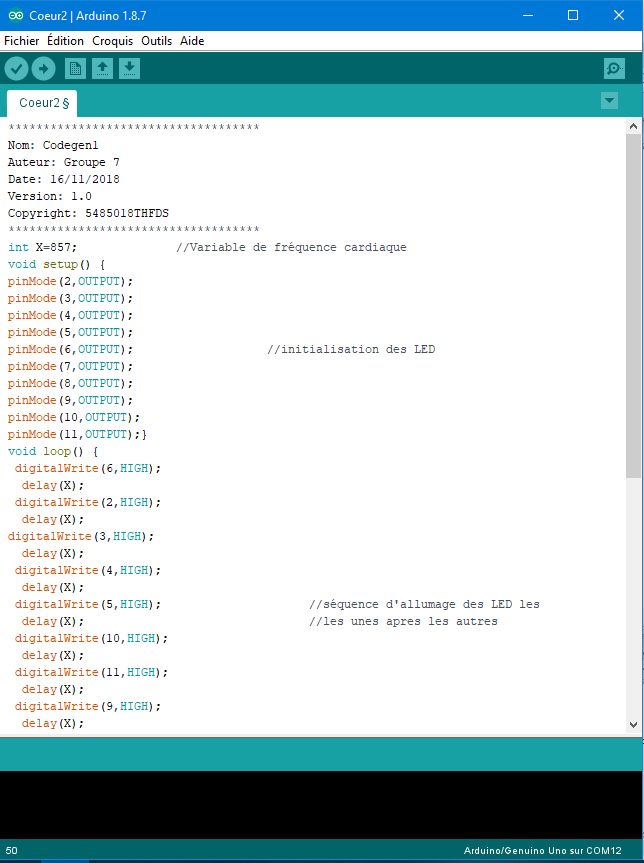 Coeur2 | Arduino 1.8.7
Fichier Édition Croquis Outils Aide
Coeur2 §
************************************
Nom: Codegen1
Auteur: Groupe 7
Date: 16/11/2018
Version: 1.0
Copyright: 5485018THFDS
************************************
int X=857; //Variable de fréquence cardiaque
void setup() {
pinMode(2,OUTPUT);
pinMode(3,OUTPUT);
pinMode(4,OUTPUT);
pinMode(5,OUTPUT);
pinMode(6,OUTPUT); //initialisation des LED
pinMode(7,OUTPUT);
pinMode(8,OUTPUT);
pinMode(9,OUTPUT);
pinMode(10,OUTPUT);
pinMode(11,OUTPUT);}
void loop() {
digitalWrite(6,HIGH);
delay(X);
digitalWrite(2,HIGH);
delay(X);
digitalWrite(3,HIGH);
delay(X);
digitalWrite(4,HIGH);
delay(X);
digitalWrite(5,HIGH); //séquence d'allumage des LED les
delay(X); //les unes apres les autres
digitalWrite(10,HIGH);
delay(X);
digitalWrite(11,HIGH);
delay(X);
digitalWrite(9,HIGH);
delay(X);
50 Arduino/Genuino Uno sur COM12